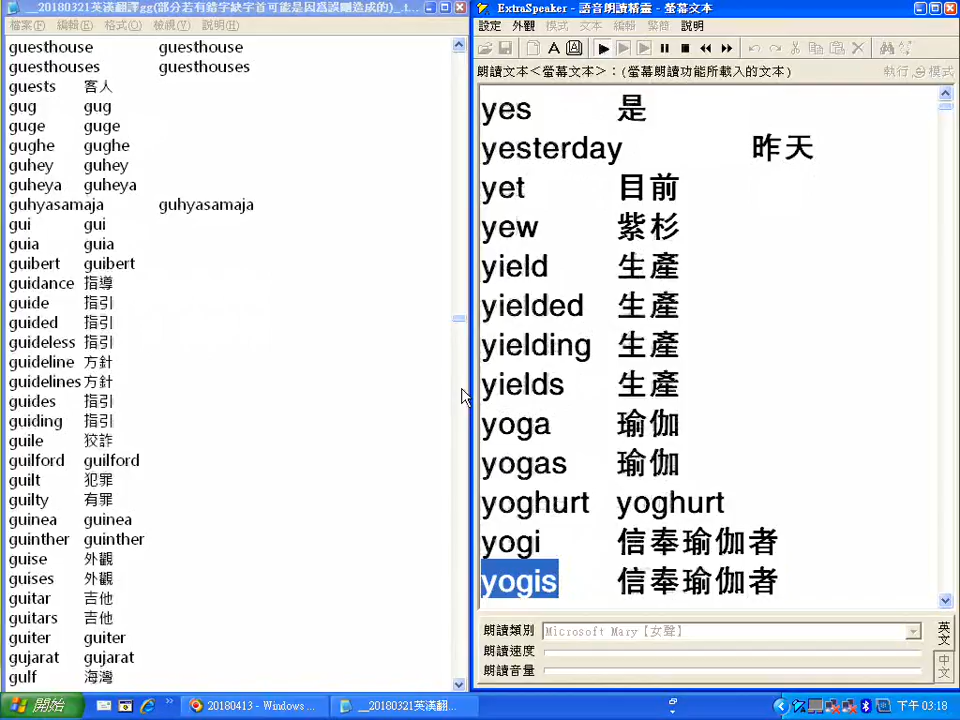 __20180321英漢翻譯gg(部分若有錯字缺字首可能是因為誤刪造成的)_.t...
檔案(F) 編輯(E) 格式(O) 檢視(V) 說明(H)
guesthouse guesthouse
guesthouses guesthouses
guests 客人
gug gug
guge guge
gughe gughe
guhey guhey
guheya guheya
guhyasamaja guhyasamaja
gui gui
guia guia
guibert guibert
guidance 指導
guide 指引
guided 指引
guideless 指引
guideline 方針
guidelines 方針
guides 指引
guiding 指引
guile 狡詐
guilford guilford
guilt 犯罪
guilty 有罪
guinea guinea
guinther guinther
guise 外觀
guises 外觀
guitar 吉他
guitars 吉他
guiter guiter
gujarat gujarat
gulf 海灣
ExtraSpeaker - 語音朗讀精靈 - 螢幕文本
設定 外觀 模式 文本 編輯 繁簡 說明
朗讀文本<螢幕文本>：(螢幕朗讀功能所載入的文本)
執行 模式
yes 是
yesterday 昨天
yet 目前
yew 紫杉
yield 生產
yielded 生產
yielding 生產
yields 生產
yoga 瑜伽
yogas 瑜伽
yoghurt yoghurt
yogi 信奉瑜伽者
yogis 信奉瑜伽者
朗讀類別 Microsoft Mary【女聲】
朗讀速度
朗讀音量
英文
中文
開始
20180413 - Windows ...
__20180321英漢翻...
下午 03:18